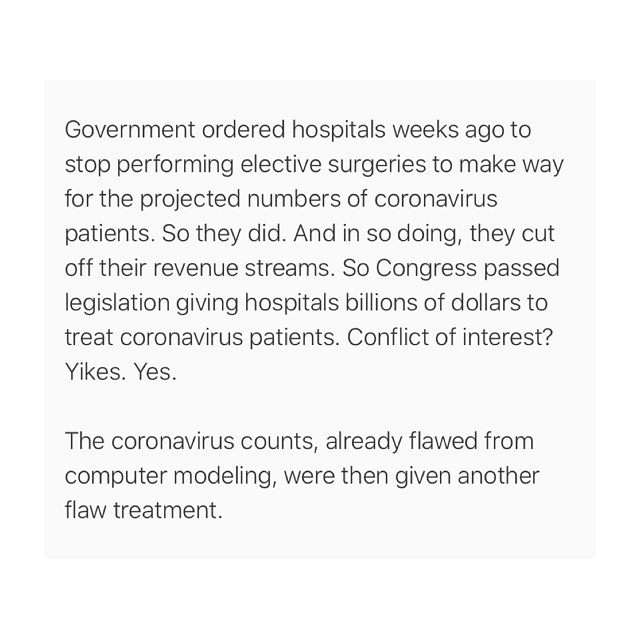 Government ordered hospitals weeks ago to
stop performing elective surgeries to make way
for the projected numbers of coronavirus
patients. So they did. And in so doing, they cut
off their revenue streams. So Congress passed
legislation giving hospitals billions of dollars to
treat coronavirus patients. Conflict of interest?
Yikes. Yes.
The coronavirus counts, already flawed from
computer modeling, were then given another
flaw treatment.